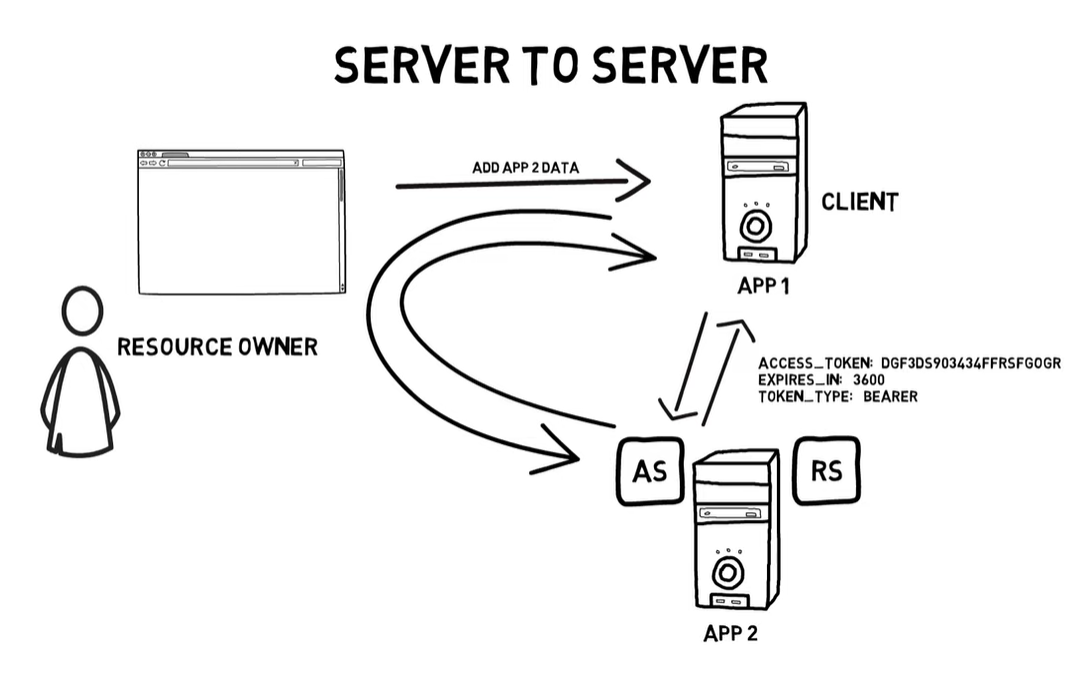 SERVER TO SERVER
ADD APP 2 DATA
CLIENT
APP 1
RESOURCE OWNER
ACCESS_TOKEN: DGF3DS903434FFRSFGOGR
EXPIRES_IN: 3600
TOKEN_TYPE: BEARER
AS
RS
APP 2